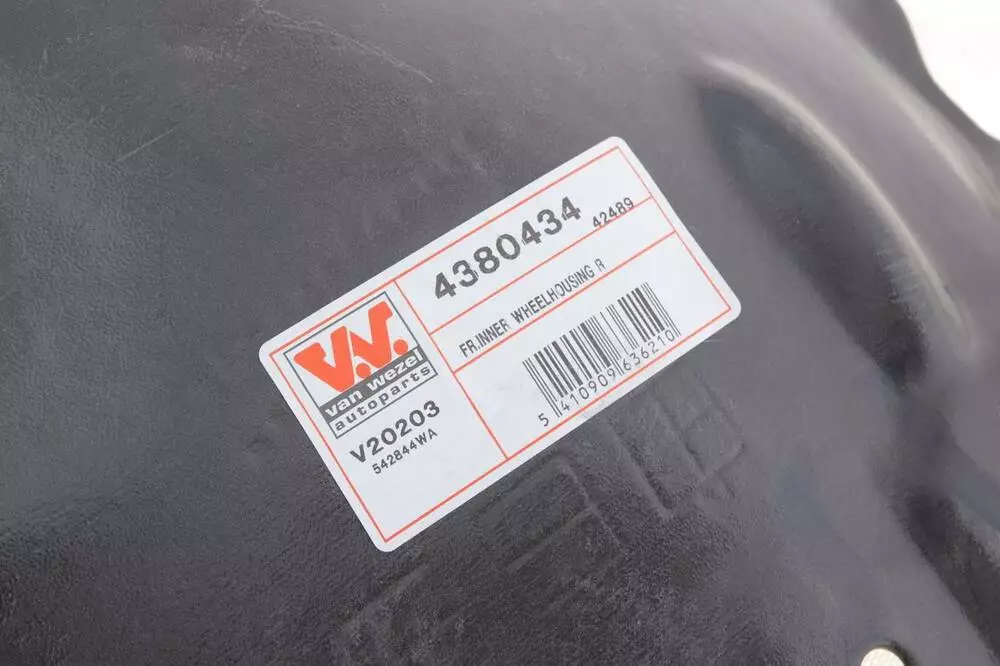 4380434
42489
FR.INNER WHEELHOUSING R
V.W.
van wezel
autoparts
V20203
542844WA
5 410909 636210